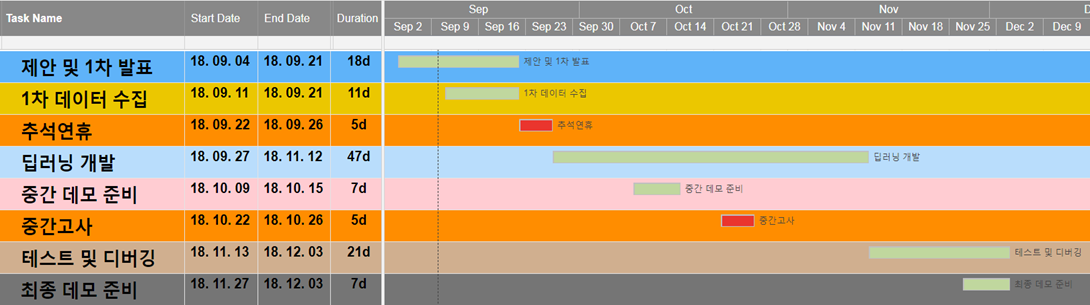 Task Name Start Date End Date Duration Sep Oct Nov D
Sep 2 Sep 9 Sep 16 Sep 23 Sep 30 Oct 7 Oct 14 Oct 21 Oct 28 Nov 4 Nov 11 Nov 18 Nov 25 Dec 2 Dec 9
제안 및 1차 발표 18. 09. 04 18. 09. 21 18d 제안 및 1차 발표
1차 데이터 수집 18. 09. 11 18. 09. 21 11d 1차 데이터 수집
추석연휴 18. 09. 22 18. 09. 26 5d 추석연휴
딥러닝 개발 18. 09. 27 18. 11. 12 47d 딥러닝 개발
중간 데모 준비 18. 10. 09 18. 10. 15 7d 중간 데모 준비
중간고사 18. 10. 22 18. 10. 26 5d 중간고사
테스트 및 디버깅 18. 11. 13 18. 12. 03 21d 테스트 및 디버깅
최종 데모 준비 18. 11. 27 18. 12. 03 7d 최종 데모 준비